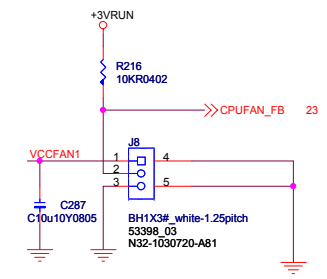 +3VRUN
R216
10KR0402
CPUFAN_FB 23
J8
VCCFAN1
1 4
2
3 5
C287
C10u10Y0805
BH1X3#_white-1.25pitch
53398_03
N32-1030720-A81